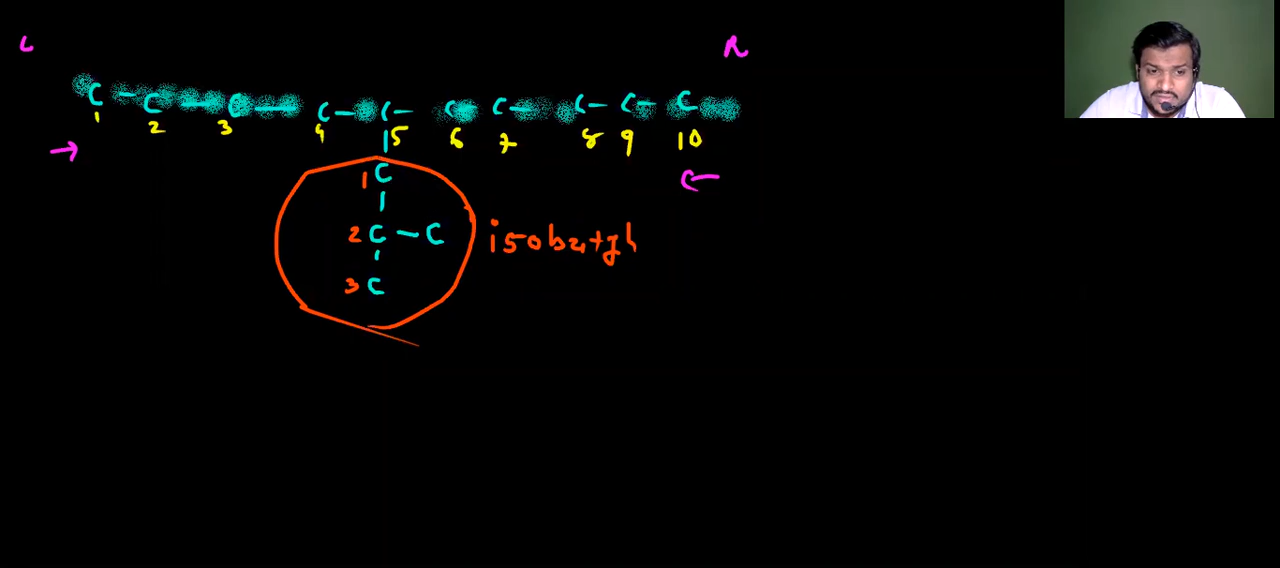 L R
C - C - C - C - C - C C - C - C - C
1 2 3 4 5 6 7 8 9 10
→ ←
1 C
2 C - C isobutyl
3 C